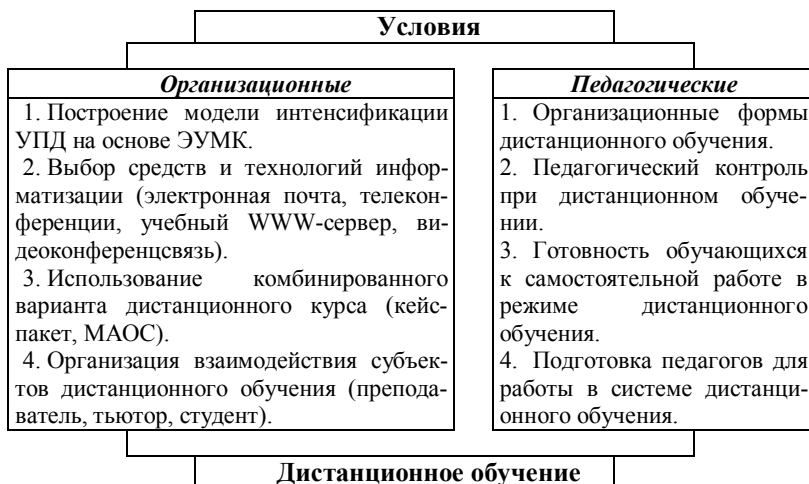 Условия
Организационные
1. Построение модели интенсификации
УПД на основе ЭУМК.
2. Выбор средств и технологий инфор-
матизации (электронная почта, телекон-
ференции, учебный WWW-сервер, ви-
деоконференцсвязь).
3. Использование комбинированного
варианта дистанционного курса (кейс-
пакет, МАОС).
4. Организация взаимодействия субъек-
тов дистанционного обучения (препода-
ватель, тьютор, студент).
Педагогические
1. Организационные формы
дистанционного обучения.
2. Педагогический контроль
при дистанционном обуче-
нии.
3. Готовность обучающихся
к самостоятельной работе в
режиме дистанционного
обучения.
4. Подготовка педагогов для
работы в системе дистанци-
онного обучения.
Дистанционное обучение